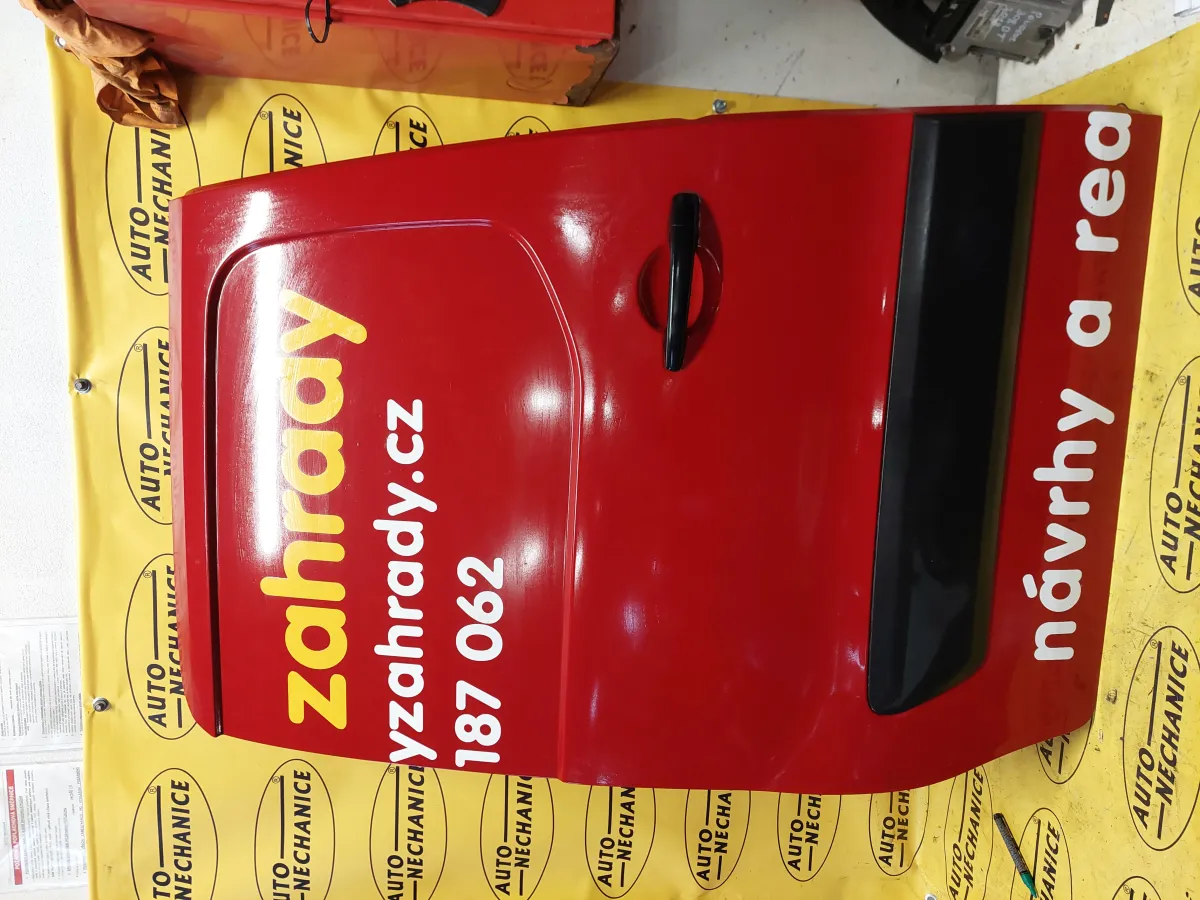 zahrady
yzahrady.cz
187 062
návrhy a rea
AUTO
NECHANICE
®